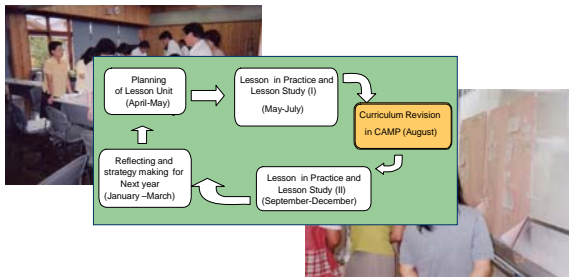 Planning
of Lesson Unit
(April-May)
Lesson in Practice and
Lesson Study (I)
(May-July)
Curriculum Revision
in CAMP (August)
Lesson in Practice and
Lesson Study (II)
(September-December)
Reflecting and
strategy making for
Next year
(January –March)